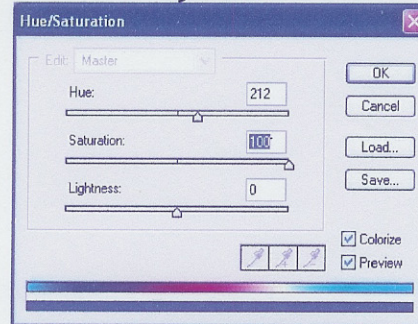 Hue/Saturation
Edit: Master
OK
Hue: 212
Cancel
Saturation: 100
Load...
Lightness: 0
Save...
Colorize
Preview